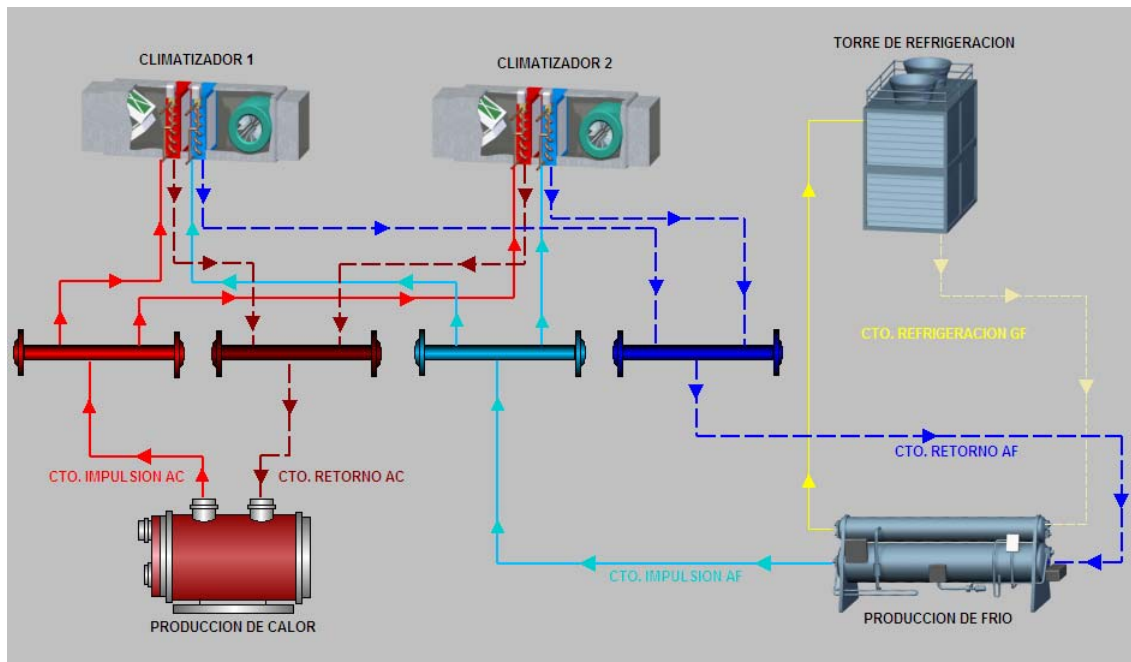 CLIMATIZADOR 1
CLIMATIZADOR 2
TORRE DE REFRIGERACION
CTO. REFRIGERACION GF
CTO. IMPULSION AC
CTO. RETORNO AC
CTO. RETORNO AF
CTO. IMPULSION AF
PRODUCCION DE CALOR
PRODUCCION DE FRIO